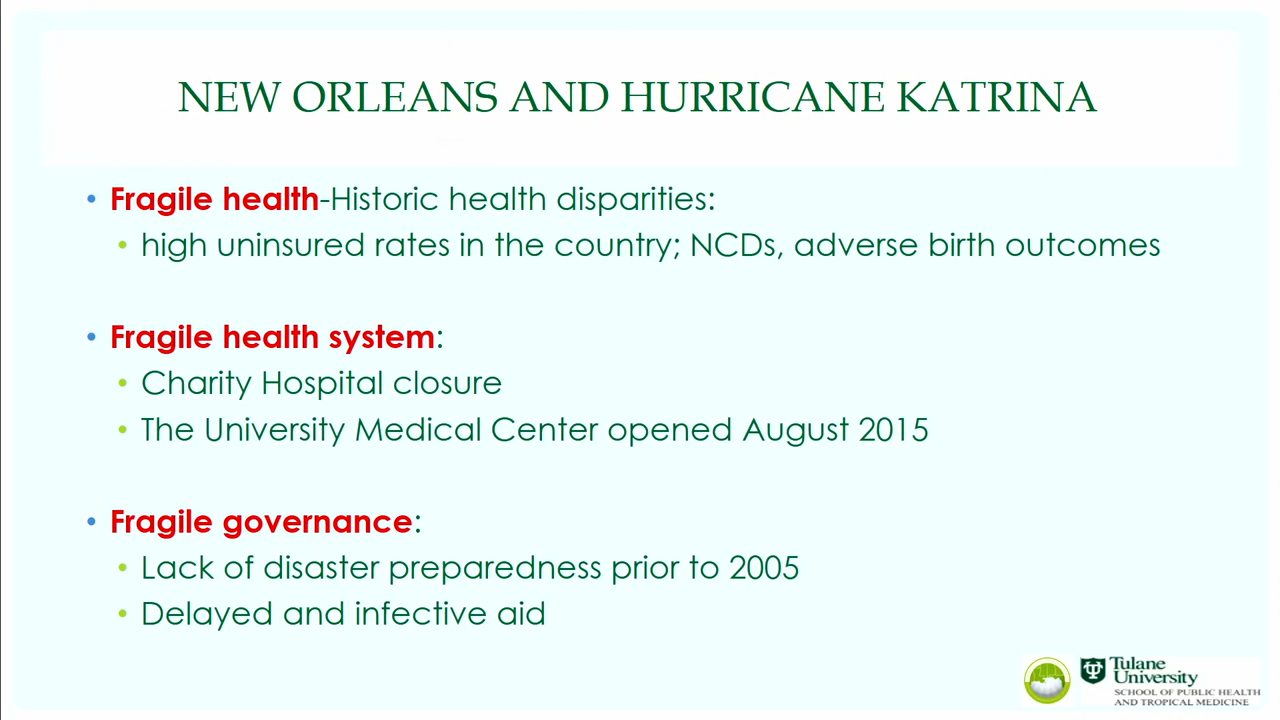 NEW ORLEANS AND HURRICANE KATRINA
• Fragile health-Historic health disparities:
• high uninsured rates in the country; NCDs, adverse birth outcomes
• Fragile health system:
• Charity Hospital closure
• The University Medical Center opened August 2015
• Fragile governance:
• Lack of disaster preparedness prior to 2005
• Delayed and infective aid
Tulane
University
SCHOOL OF PUBLIC HEALTH
AND TROPICAL MEDICINE